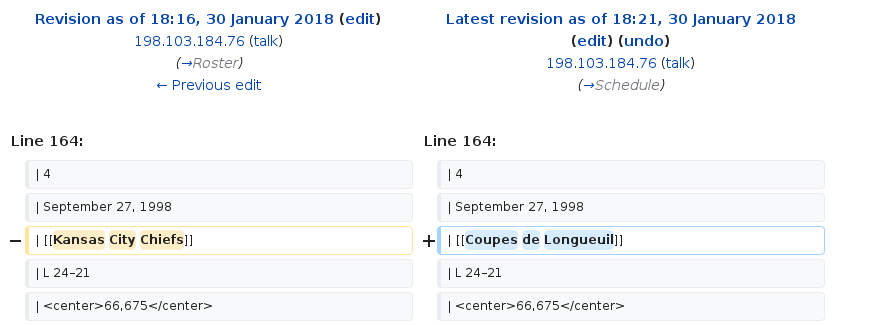 Revision as of 18:16, 30 January 2018 (edit)
198.103.184.76 (talk)
(→Roster)
← Previous edit
Latest revision as of 18:21, 30 January 2018
(edit) (undo)
198.103.184.76 (talk)
(→Schedule)
Line 164:
Line 164:
| 4
| 4
| September 27, 1998
| September 27, 1998
− | [[Kansas City Chiefs]]
+ | [[Coupes de Longueuil]]
| L 24–21
| L 24–21
| <center>66,675</center>
| <center>66,675</center>